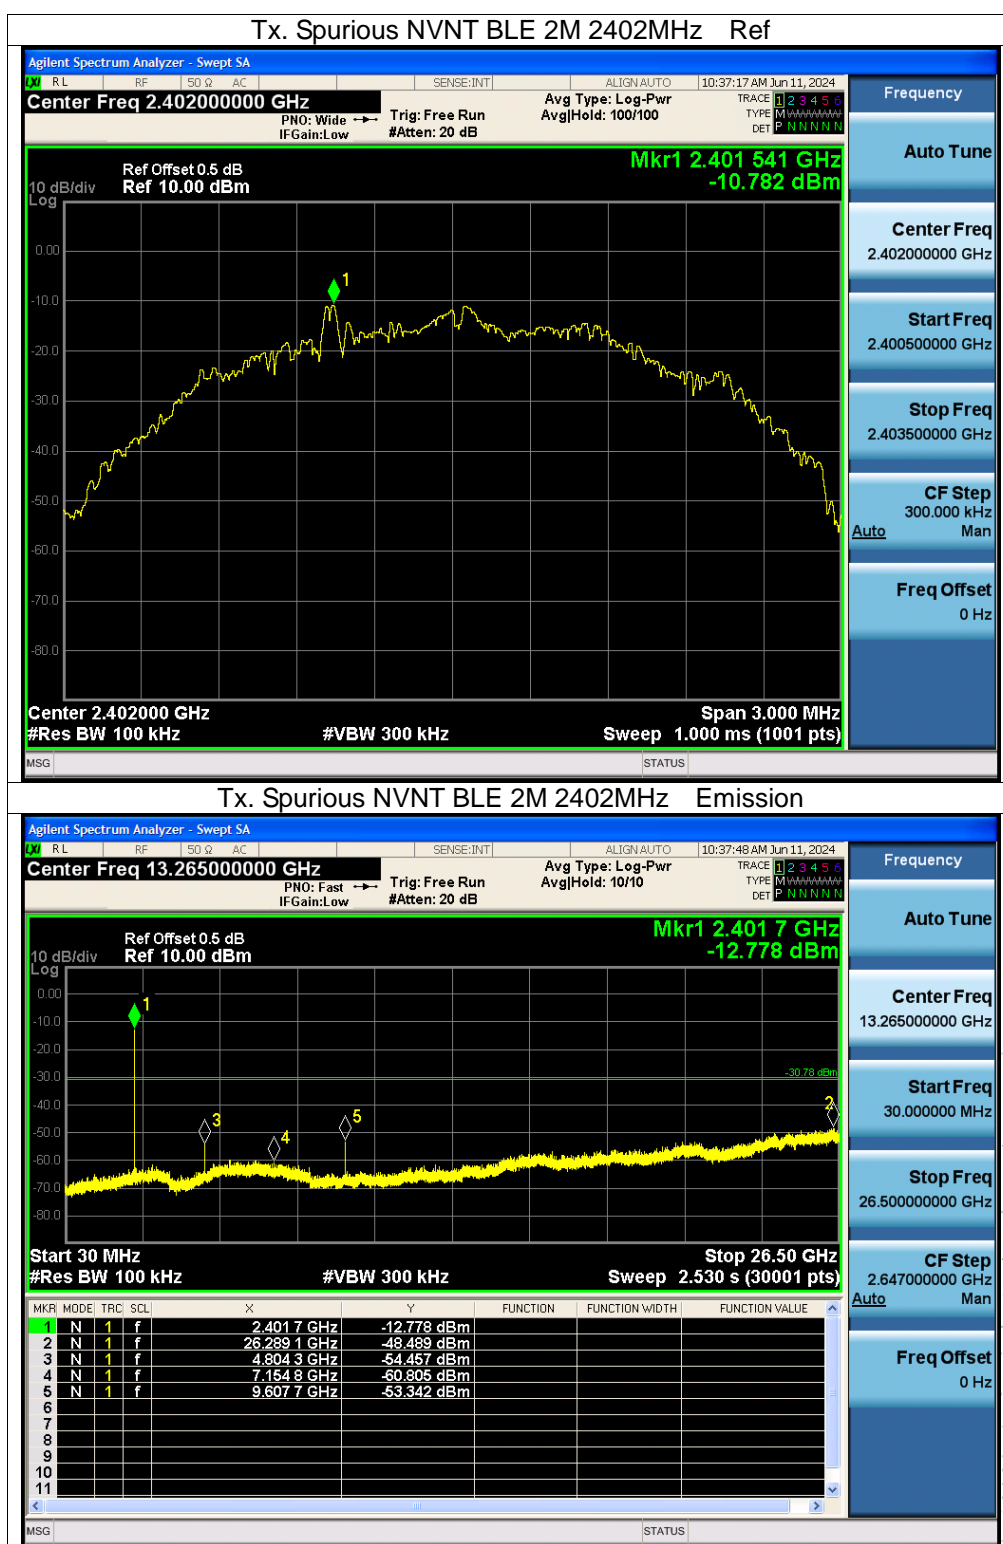 Tx. Spurious NVNT BLE 2M 2402MHz Ref
Agilent Spectrum Analyzer - Swept SA
LXI RL RF 50 Ω AC SENSE:INT ALIGN AUTO 10:37:17 AM Jun 11, 2024
Center Freq 2.402000000 GHz
PNO: Wide
IFGain:Low
Trig: Free Run
#Atten: 20 dB
Avg Type: Log-Pwr
Avg|Hold: 100/100
TRACE 1 2 3 4 5 6
TYPE M WWWWW
DET P N N N N N
Frequency
Auto Tune
Ref Offset 0.5 dB
10 dB/div Ref 10.00 dBm
Log
Mkr1 2.401 541 GHz
-10.782 dBm
0.00
-10.0
-20.0
-30.0
-40.0
-50.0
-60.0
-70.0
-80.0
1
Center Freq
2.402000000 GHz
Start Freq
2.400500000 GHz
Stop Freq
2.403500000 GHz
CF Step
300.000 kHz
Auto Man
Freq Offset
0 Hz
Center 2.402000 GHz Span 3.000 MHz
#Res BW 100 kHz #VBW 300 kHz Sweep 1.000 ms (1001 pts)
MSG STATUS
Tx. Spurious NVNT BLE 2M 2402MHz Emission
Agilent Spectrum Analyzer - Swept SA
LXI RL RF 50 Ω AC SENSE:INT ALIGN AUTO 10:37:48 AM Jun 11, 2024
Center Freq 13.265000000 GHz
PNO: Fast
IFGain:Low
Trig: Free Run
#Atten: 20 dB
Avg Type: Log-Pwr
Avg|Hold: 10/10
TRACE 1 2 3 4 5 6
TYPE M WWWWW
DET P N N N N N
Frequency
Auto Tune
Ref Offset 0.5 dB
10 dB/div Ref 10.00 dBm
Log
Mkr1 2.401 7 GHz
-12.778 dBm
0.00
-10.0
-20.0
-30.0
-40.0
-50.0
-60.0
-70.0
-80.0
1
-30.78 dBm
2
3
4
5
Center Freq
13.265000000 GHz
Start Freq
30.000000 MHz
Stop Freq
26.500000000 GHz
CF Step
2.647000000 GHz
Auto Man
Freq Offset
0 Hz
Start 30 MHz Stop 26.50 GHz
#Res BW 100 kHz #VBW 300 kHz Sweep 2.530 s (30001 pts)
MKR MODE TRC SCL X Y FUNCTION FUNCTION WIDTH FUNCTION VALUE
1 N 1 f 2.401 7 GHz -12.778 dBm
2 N 1 f 26.289 1 GHz -48.489 dBm
3 N 1 f 4.804 3 GHz -54.457 dBm
4 N 1 f 7.154 8 GHz -60.805 dBm
5 N 1 f 9.607 7 GHz -53.342 dBm
6
7
8
9
10
11
MSG STATUS